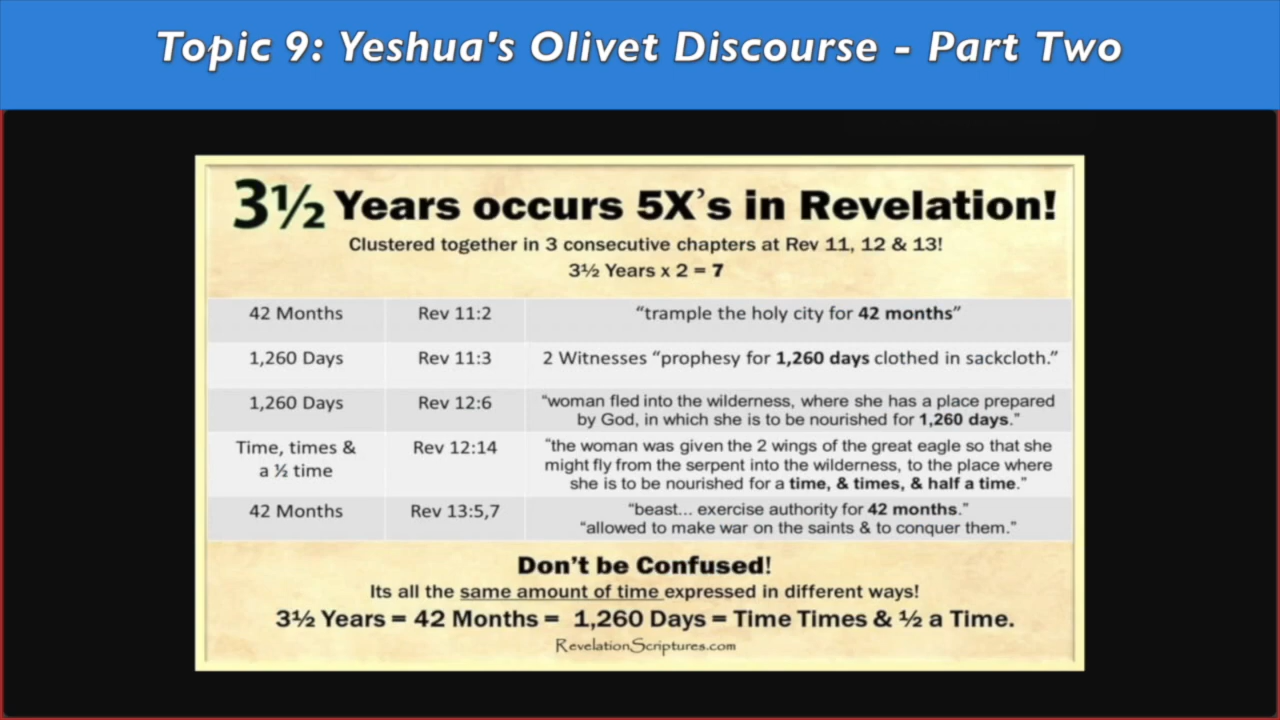 Topic 9: Yeshua's Olivet Discourse - Part Two
3½ Years occurs 5X's in Revelation!
Clustered together in 3 consecutive chapters at Rev 11, 12 & 13!
3½ Years x 2 = 7
42 Months Rev 11:2 “trample the holy city for 42 months”
1,260 Days Rev 11:3 2 Witnesses “prophesy for 1,260 days clothed in sackcloth.”
1,260 Days Rev 12:6 “woman fled into the wilderness, where she has a place prepared
by God, in which she is to be nourished for 1,260 days.”
Time, times &
a ½ time
Rev 12:14
“the woman was given the 2 wings of the great eagle so that she
might fly from the serpent into the wilderness, to the place where
she is to be nourished for a time, & times, & half a time.”
42 Months Rev 13:5,7 “beast... exercise authority for 42 months.”
“allowed to make war on the saints & to conquer them.”
Don't be Confused!
Its all the same amount of time expressed in different ways!
3½ Years = 42 Months = 1,260 Days = Time Times & ½ a Time.
RevelationScriptures.com